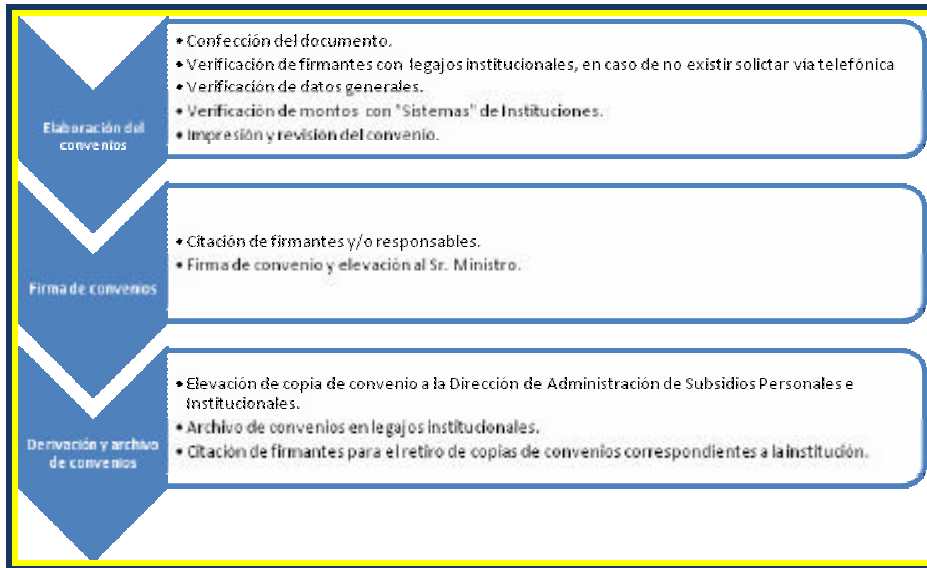 Elaboración del
convenios
• Confección del documento.
• Verificación de firmantes con legajos institucionales, en caso de no existir solictar vía telefónica
• Verificación de datos generales.
• Verificación de montos con "Sistemas" de Instituciones.
• Impresión y revisión del convenio.
Firma de convenios
• Citación de firmantes y/o responsables.
• Firma de convenio y elevación al Sr. Ministro.
Derivación y archivo
de convenios
• Elevación de copia de convenio a la Dirección de Administración de Subsidios Personales e
Institucionales.
• Archivo de convenios en legajos institucionales.
• Citación de firmantes para el retiro de copias de convenios correspondientes a la institución.